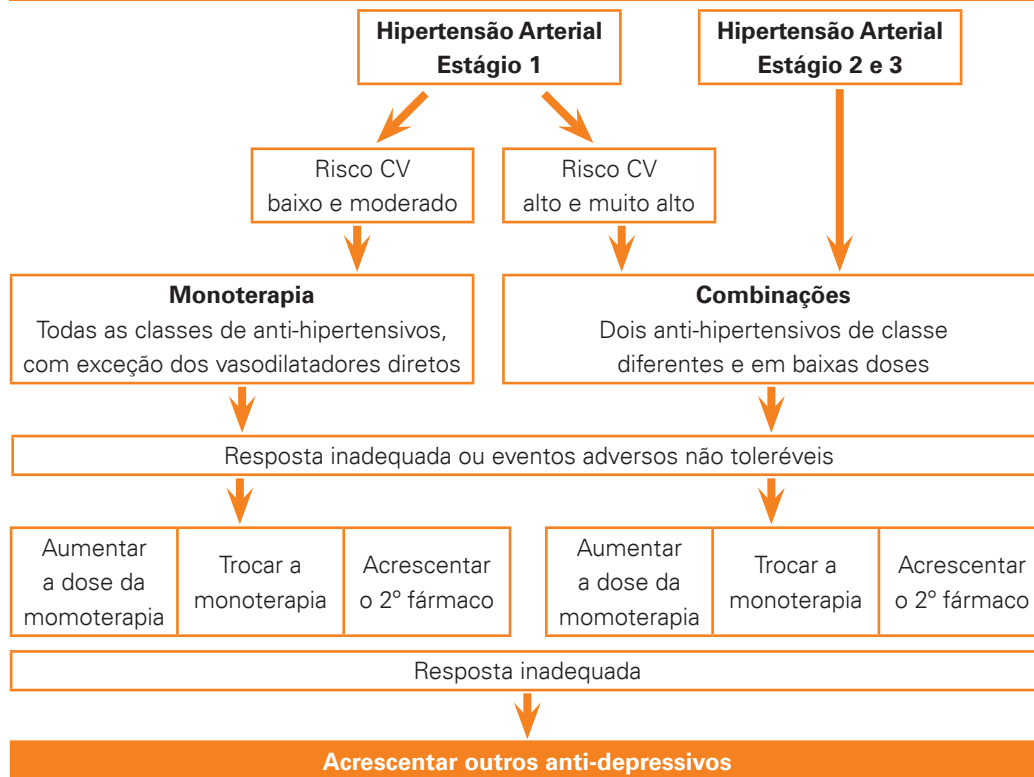 Hipertensão Arterial
Estágio 1
Hipertensão Arterial
Estágio 2 e 3
Risco CV
baixo e moderado
Risco CV
alto e muito alto
Monoterapia
Todas as classes de anti-hipertensivos,
com exceção dos vasodilatadores diretos
Combinações
Dois anti-hipertensivos de classe
diferentes e em baixas doses
Resposta inadequada ou eventos adversos não toleréveis
Aumentar
a dose da
momoterapia
Trocar a
monoterapia
Acrescentar
o 2º fármaco
Aumentar
a dose da
momoterapia
Trocar a
monoterapia
Acrescentar
o 2º fármaco
Resposta inadequada
Acrescentar outros anti-depressivos